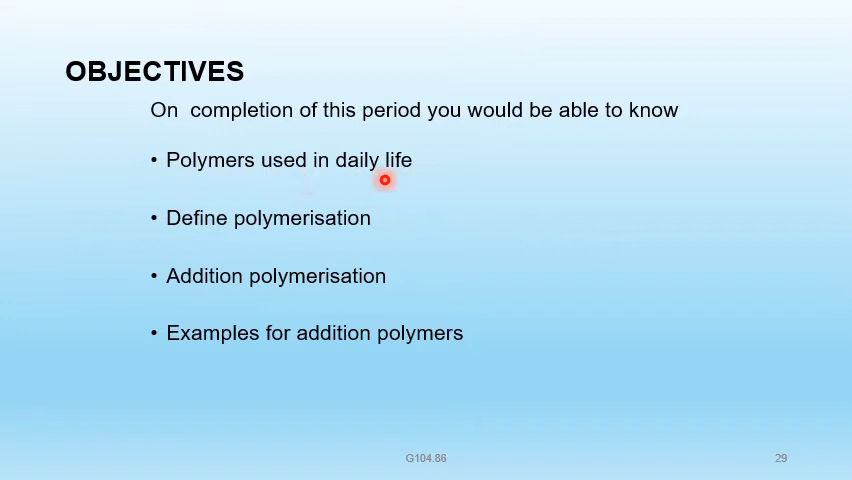 OBJECTIVES
On completion of this period you would be able to know
• Polymers used in daily life
• Define polymerisation
• Addition polymerisation
• Examples for addition polymers
G104.86
29